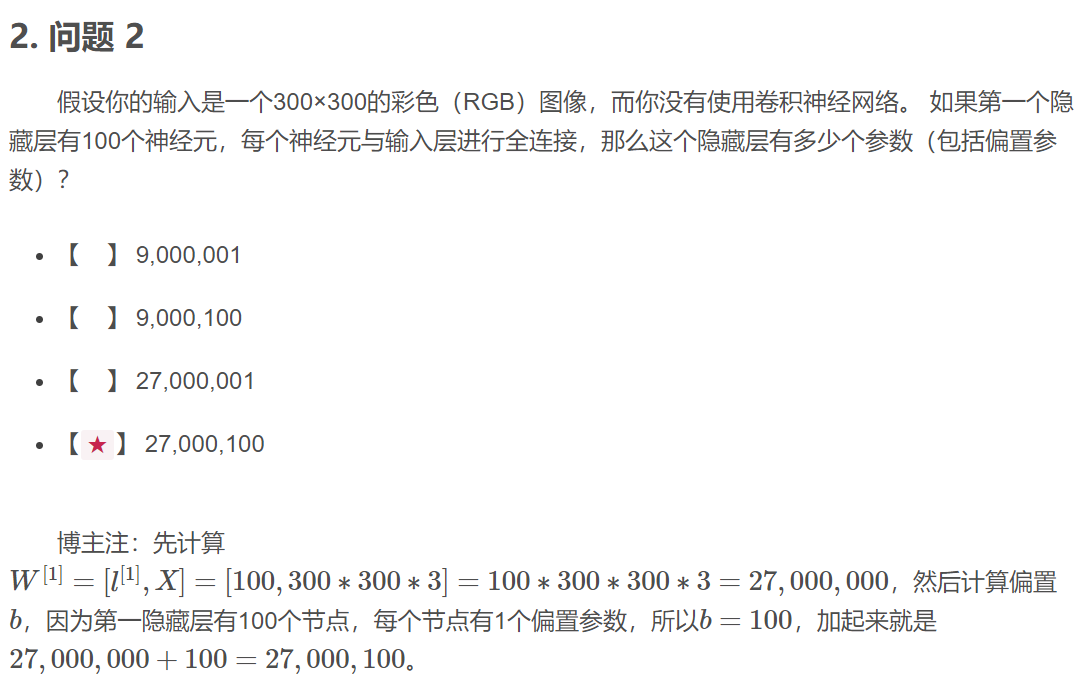 2. 问题 2
假设你的输入是一个300×300的彩色（RGB）图像，而你没有使用卷积神经网络。 如果第一个隐
藏层有100个神经元，每个神经元与输入层进行全连接，那么这个隐藏层有多少个参数（包括偏置参
数）？
• 【 】 9,000,001
• 【 】 9,000,100
• 【 】 27,000,001
• 【★】 27,000,100
博主注：先计算
$W^{[1]} = [l^{[1]}, X] = [100, 300 * 300 * 3] = 100 * 300 * 300 * 3 = 27,000,000$，然后计算偏置
$b$，因为第一隐藏层有100个节点，每个节点有1个偏置参数，所以$b = 100$，加起来就是
$27,000,000 + 100 = 27,000,100$。